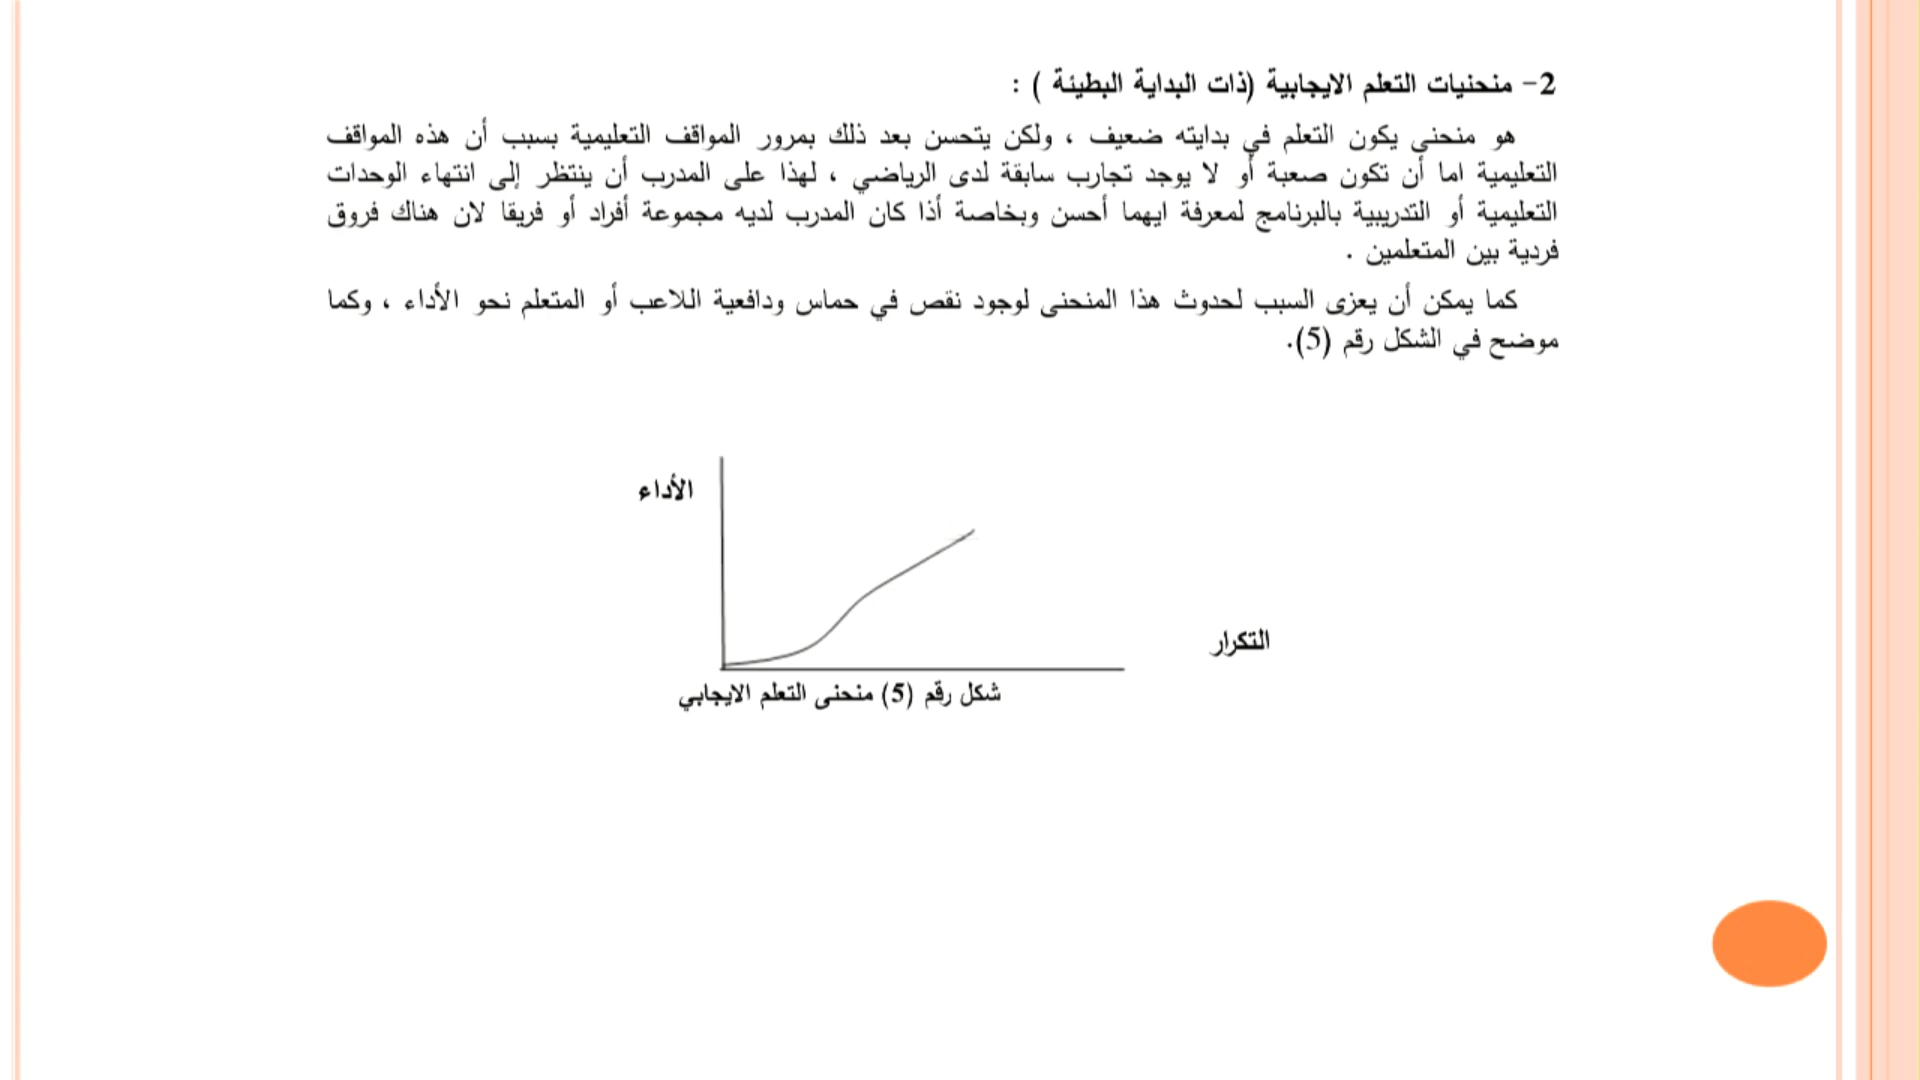 2- منحنيات التعلم الايجابية (ذات البداية البطيئة ) :
هو منحنى يكون التعلم في بدايته ضعيف ، ولكن يتحسن بعد ذلك بمرور المواقف التعليمية بسبب أن هذه المواقف
التعليمية اما أن تكون صعبة أو لا يوجد تجارب سابقة لدى الرياضي ، لهذا على المدرب أن ينتظر إلى انتهاء الوحدات
التعليمية أو التدريبية بالبرنامج لمعرفة ايهما أحسن وبخاصة أذا كان المدرب لديه مجموعة أفراد أو فريقا لان هناك فروق
فردية بين المتعلمين .
كما يمكن أن يعزى السبب لحدوث هذا المنحنى لوجود نقص في حماس ودافعية اللاعب أو المتعلم نحو الأداء ، وكما
موضح في الشكل رقم (5).
الأداء
التكرار
شكل رقم (5) منحنى التعلم الايجابي